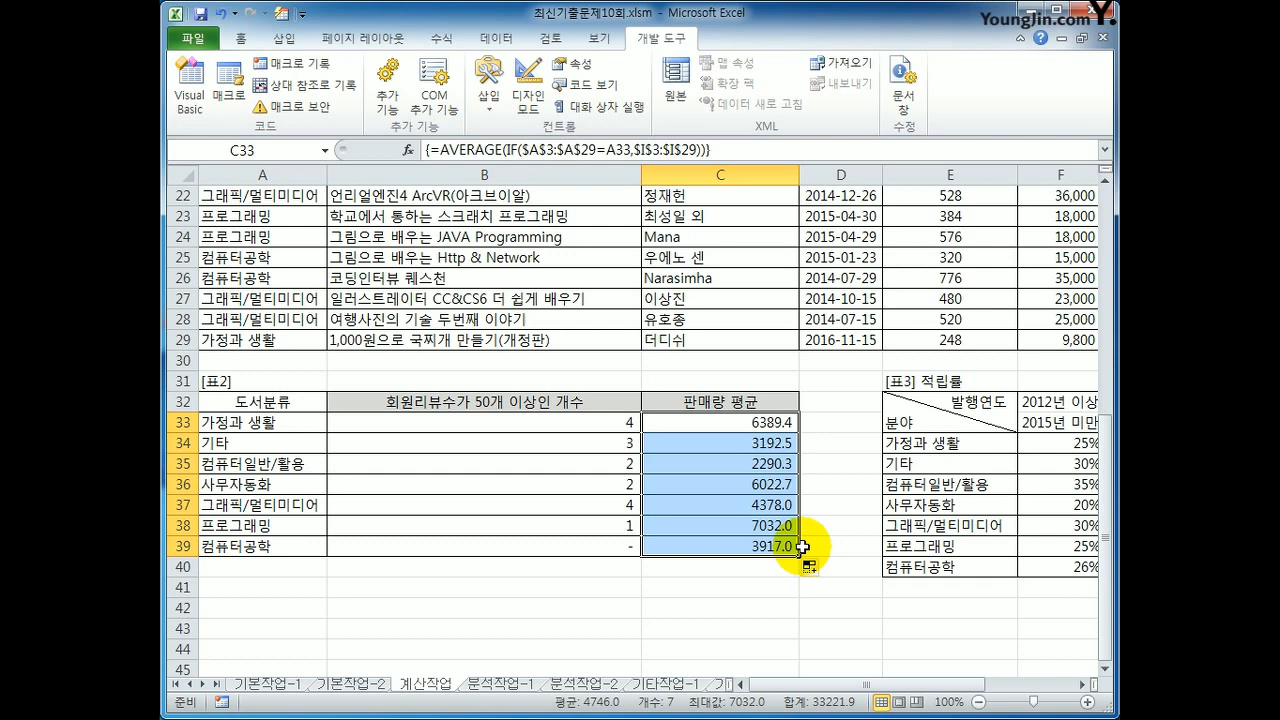 최신기출문제10회.xlsm - Microsoft Excel
YoungJin.com Y.
파일 홈 삽입 페이지 레이아웃 수식 데이터 검토 보기 개발 도구
Visual Basic
매크로
매크로 기록
상대 참조로 기록
매크로 보안
코드
추가 기능
COM 추가 기능
추가 기능
삽입
디자인 모드
속성
코드 보기
대화 상자 실행
컨트롤
원본
맵 속성
확장 팩
데이터 새로 고침
가져오기
내보내기
XML
문서 창
수정
C33 fx {=AVERAGE(IF($A$3:$A$29=A33,$I$3:$I$29))}
A B C D E F
22 그래픽/멀티미디어 언리얼엔진4 ArcVR(아크브이알) 정재헌 2014-12-26 528 36,000
23 프로그래밍 학교에서 통하는 스크래치 프로그래밍 최성일 외 2015-04-30 384 18,000
24 프로그래밍 그림으로 배우는 JAVA Programming Mana 2015-04-29 576 18,000
25 컴퓨터공학 그림으로 배우는 Http & Network 우에노 센 2015-01-23 320 15,000
26 컴퓨터공학 코딩인터뷰 퀘스천 Narasimha 2014-07-29 776 35,000
27 그래픽/멀티미디어 일러스트레이터 CC&CS6 더 쉽게 배우기 이상진 2014-10-15 480 23,000
28 그래픽/멀티미디어 여행사진의 기술 두번째 이야기 유호종 2014-07-15 520 25,000
29 가정과 생활 1,000원으로 국찌개 만들기(개정판) 더디쉬 2016-11-15 248 9,800
30
31 [표2] [표3] 적립률
32 도서분류 회원리뷰수가 50개 이상인 개수 판매량 평균 발행연도 2012년 이상
33 가정과 생활 4 6389.4 분야 2015년 미만
34 기타 3 3192.5 가정과 생활 25%
35 컴퓨터일반/활용 2 2290.3 기타 30%
36 사무자동화 2 6022.7 컴퓨터일반/활용 35%
37 그래픽/멀티미디어 4 4378.0 사무자동화 20%
38 프로그래밍 1 7032.0 그래픽/멀티미디어 30%
39 컴퓨터공학 - 3917.0 프로그래밍 25%
40 컴퓨터공학 26%
41
42
43
44
45
기본작업-1 기본작업-2 계산작업 분석작업-1 분석작업-2 기타작업-1
준비 평균: 4746.0 개수: 7 최대값: 7032.0 합계: 33221.9 100%